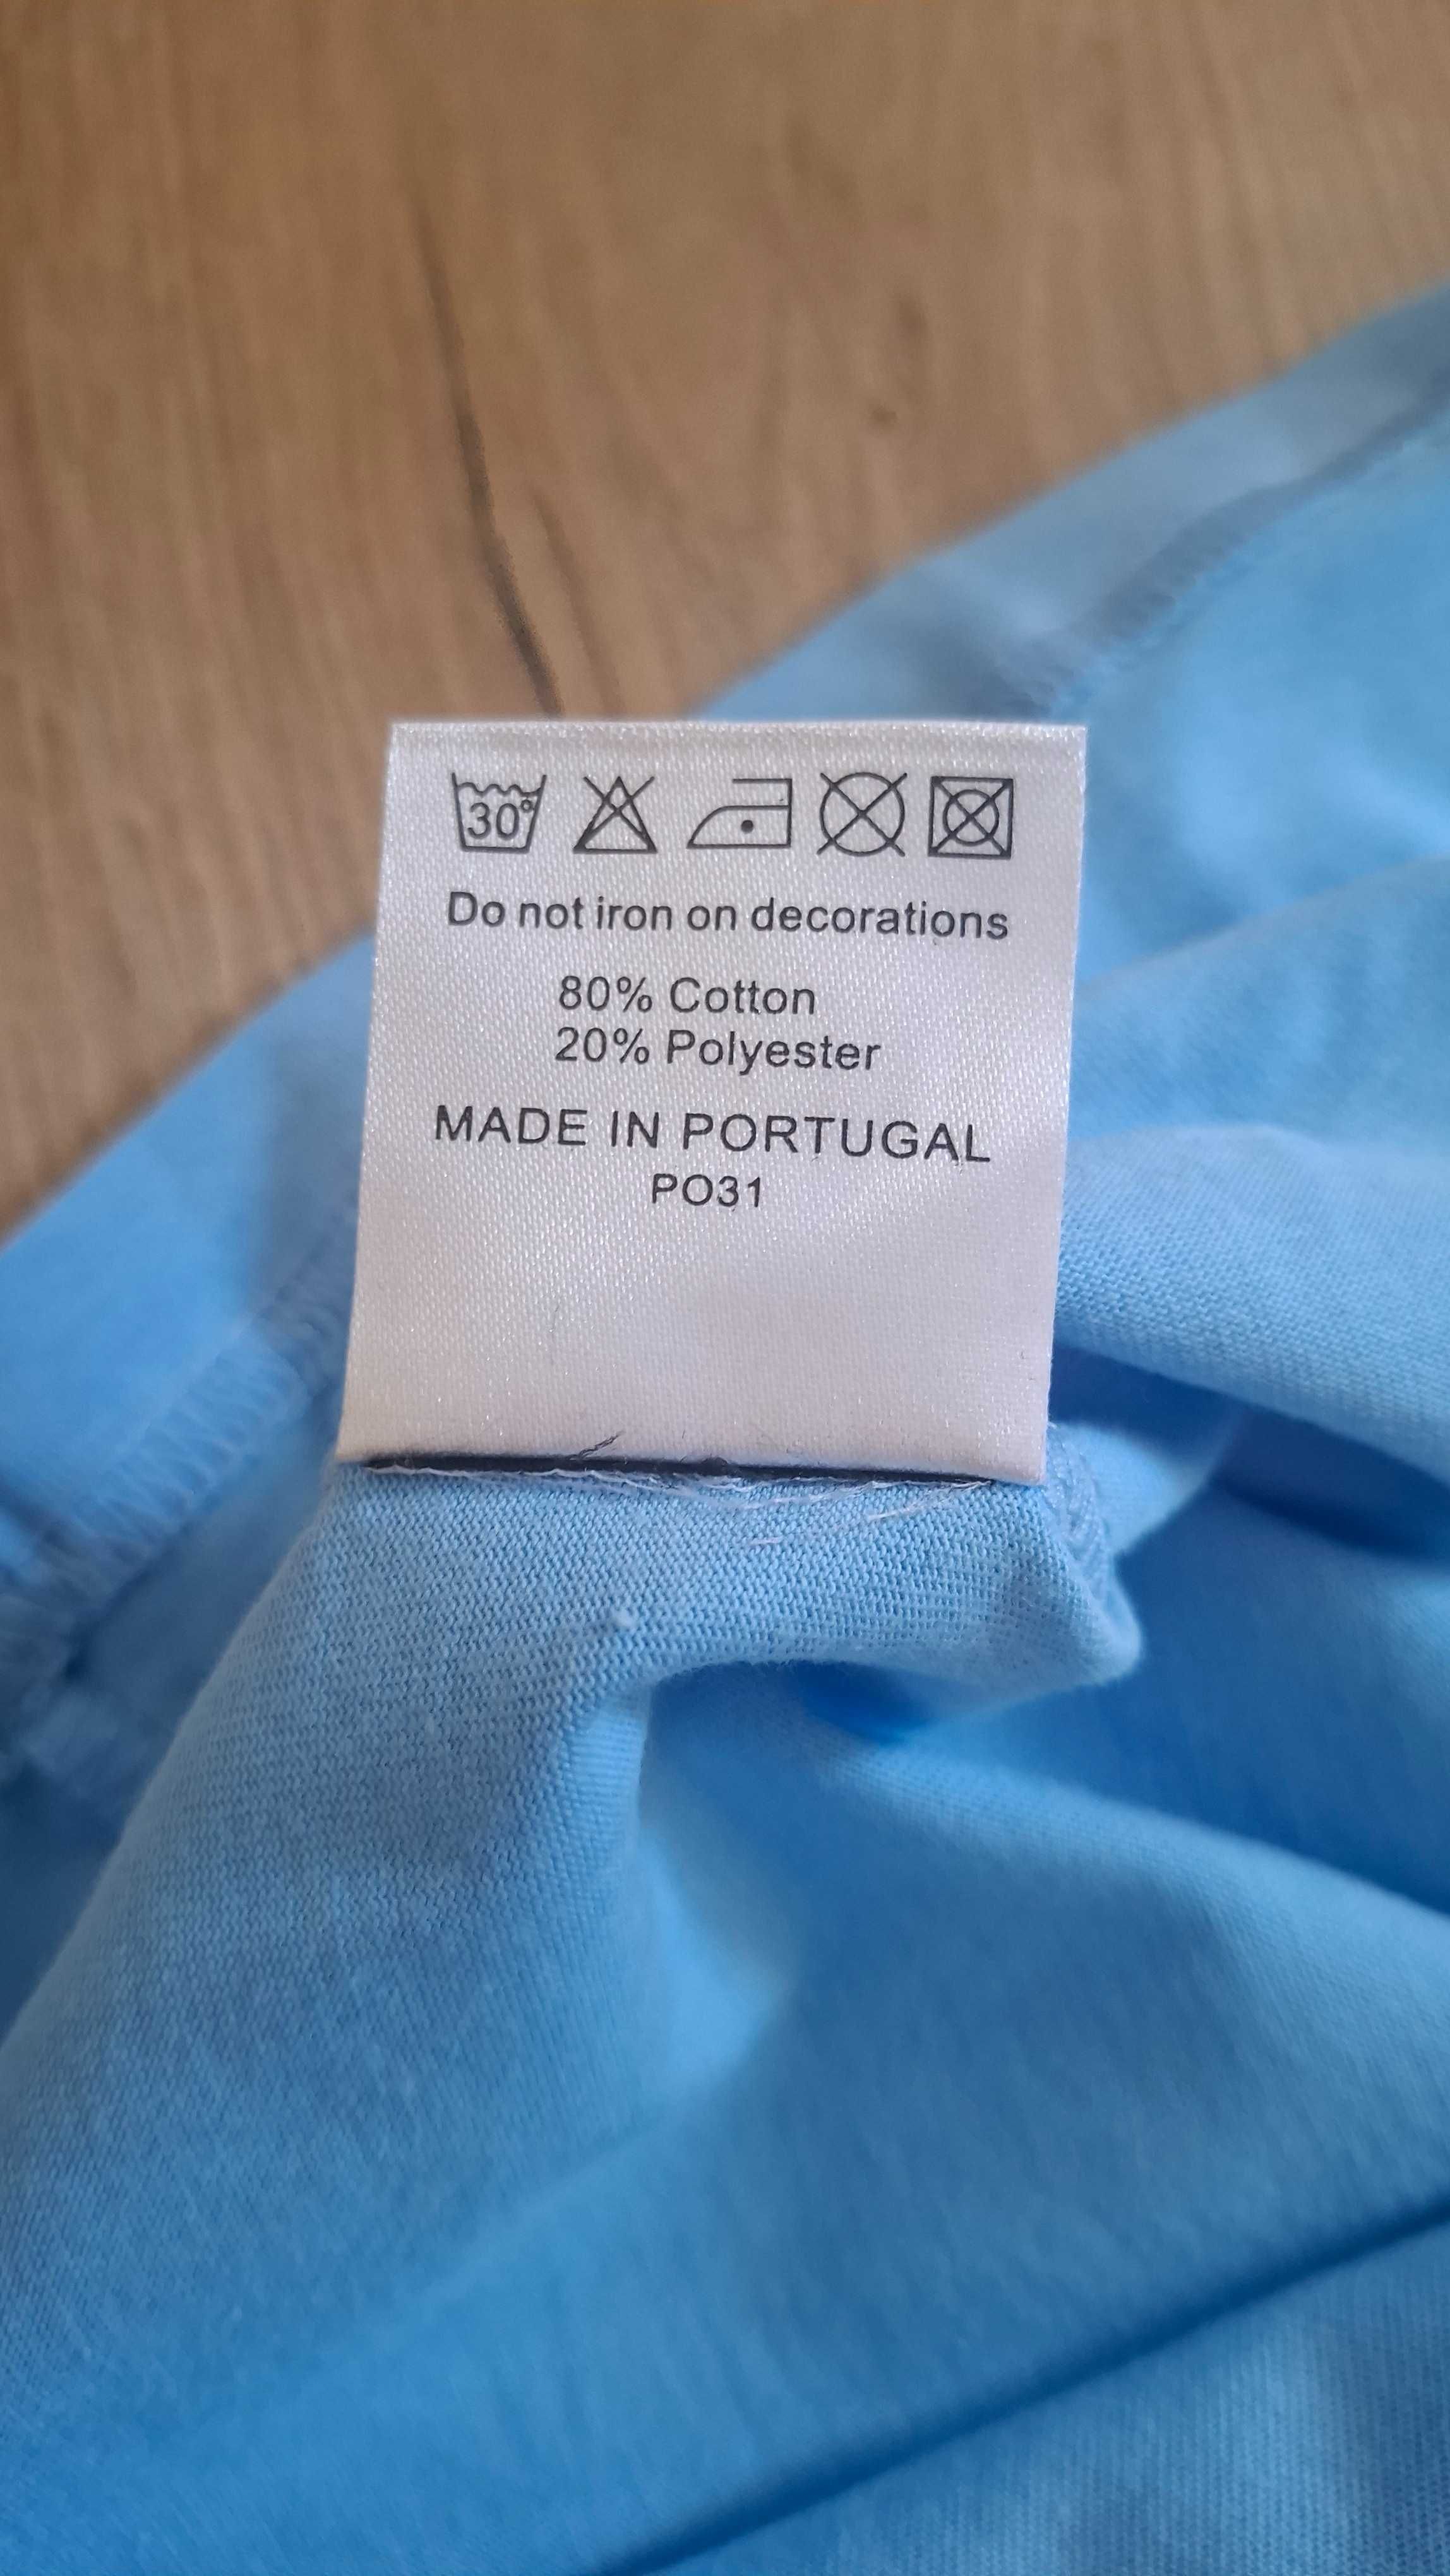 30°
Do not iron on decorations
80% Cotton
20% Polyester
MADE IN PORTUGAL
PO31